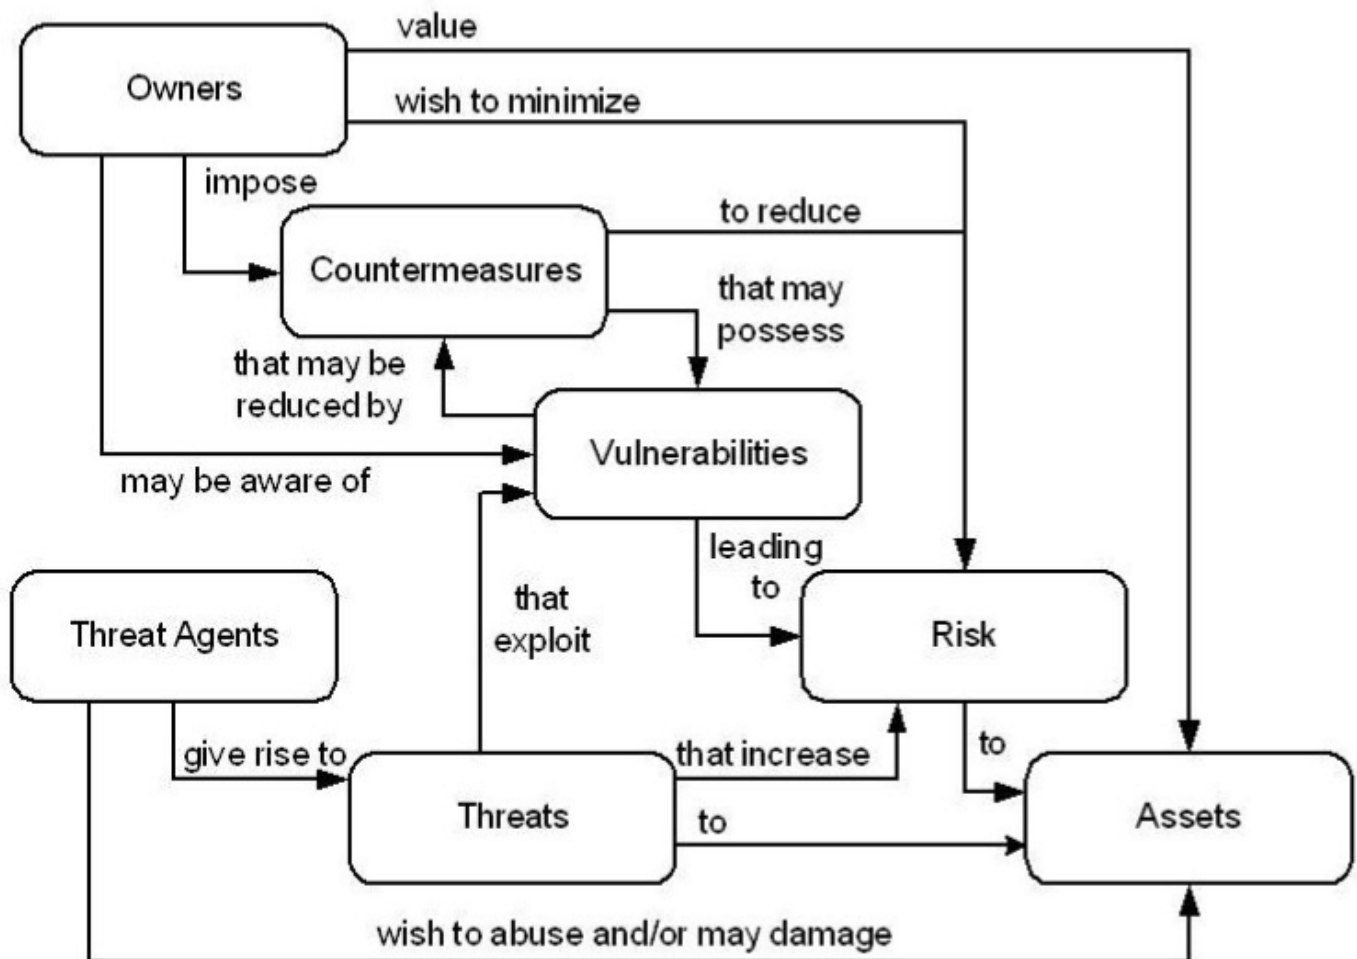 value
Owners
wish to minimize
impose
to reduce
Countermeasures
that may
possess
that may be
reduced by
Vulnerabilities
may be aware of
leading
to
that
exploit
Threat Agents
Risk
give rise to
that increase
to
Threats
to
Assets
wish to abuse and/or may damage